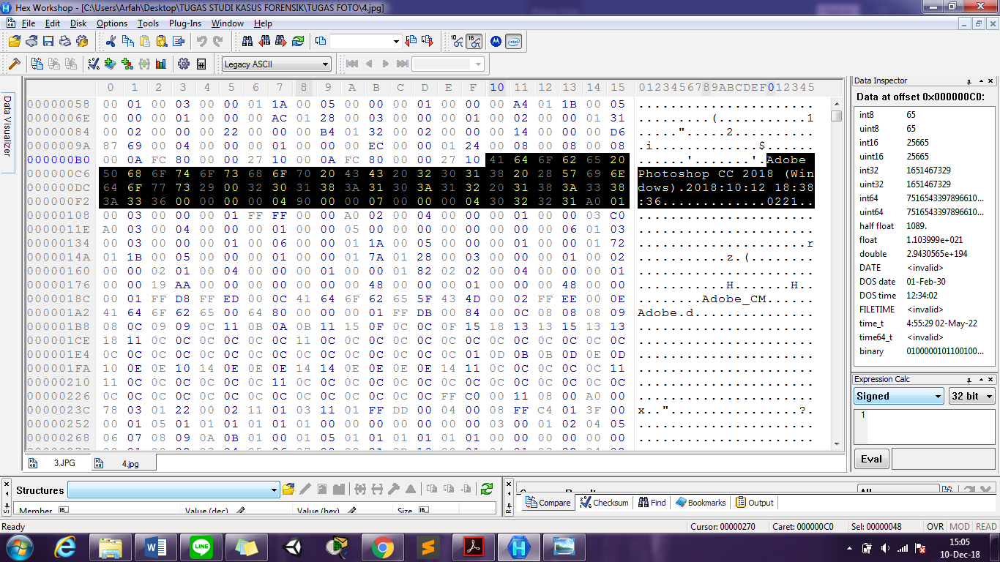 Hex Workshop - [C:\Users\Arfah\Desktop\TUGAS STUDI KASUS FORENSIK\TUGAS FOTO\4.jpg]
File Edit Disk Options Tools Plug-Ins Window Help
Legacy ASCII
Data Visualizer
0 1 2 3 4 5 6 7 8 9 A B C D E F 10 11 12 13 14 15 0123456789ABCDEF012345
00000058 00 01 00 03 00 00 01 1A 00 05 00 00 00 01 00 00 00 A4 01 1B 00 05 ......................
0000006E 00 00 00 01 00 00 00 AC 01 28 00 03 00 00 00 01 00 02 00 00 01 31 .........(...........1
00000084 00 02 00 00 00 22 00 00 00 B4 01 32 00 02 00 00 00 14 00 00 00 D6 .....".....2..........
0000009A 87 69 00 04 00 00 00 01 00 00 00 EC 00 00 01 24 00 08 00 08 00 08 .i.............$......
000000B0 00 0A FC 80 00 00 27 10 00 0A FC 80 00 00 27 10 41 64 6F 62 65 20 ......'.......'.Adobe
000000C6 50 68 6F 74 6F 73 68 6F 70 20 43 43 20 32 30 31 38 20 28 57 69 6E Photoshop CC 2018 (Win
000000DC 64 6F 77 73 29 00 32 30 31 38 3A 31 30 3A 31 32 20 31 38 3A 33 38 dows).2018:10:12 18:38
000000F2 3A 33 36 00 00 00 00 04 90 00 00 07 00 00 00 04 30 32 32 31 A0 01 :36.............0221..
00000108 00 03 00 00 00 01 FF FF 00 00 A0 02 00 04 00 00 00 01 00 00 03 C0 ......................
0000011E A0 03 00 04 00 00 00 01 00 00 05 00 00 00 00 00 00 00 00 06 01 03 ......................
00000134 00 03 00 00 00 01 00 06 00 00 01 1A 00 05 00 00 00 01 00 00 01 72 .....................r
0000014A 01 1B 00 05 00 00 00 01 00 00 01 7A 01 28 00 03 00 00 00 01 00 02 ...........z.(........
00000160 00 00 02 01 00 04 00 00 00 01 00 00 01 82 02 02 00 04 00 00 00 01 ......................
00000176 00 00 19 AA 00 00 00 00 00 00 00 48 00 00 00 01 00 00 00 48 00 00 ...........H.......H..
0000018C 00 01 FF D8 FF ED 00 0C 41 64 6F 62 65 5F 43 4D 00 02 FF EE 00 0E ........Adobe_CM......
000001A2 41 64 6F 62 65 00 64 80 00 00 00 01 FF DB 00 84 00 0C 08 08 08 09 Adobe.d...............
000001B8 08 0C 09 09 0C 11 0B 0A 0B 11 15 0F 0C 0C 0F 15 18 13 13 15 13 13 ......................
000001CE 18 11 0C 0C 0C 0C 0C 0C 11 0C 0C 0C 0C 0C 0C 0C 0C 0C 0C 0C 0C 0C ......................
000001E4 0C 0C 0C 0C 0C 0C 0C 0C 0C 0C 0C 0C 0C 0C 0C 01 0D 0B 0B 0D 0E 0D ......................
000001FA 10 0E 0E 10 14 0E 0E 0E 14 14 0E 0E 0E 0E 14 11 0C 0C 0C 0C 0C 11 ......................
00000210 11 0C 0C 0C 0C 0C 0C 11 0C 0C 0C 0C 0C 0C 0C 0C 0C 0C 0C 0C 0C 0C ......................
00000226 0C 0C 0C 0C 0C 0C 0C 0C 0C 0C 0C 0C 0C 0C FF C0 00 11 08 00 A0 00 ......................
0000023C 78 03 01 22 00 02 11 01 03 11 01 FF DD 00 04 00 08 FF C4 01 3F 00 x.."................?.
00000252 00 01 05 01 01 01 01 01 01 00 00 00 00 00 00 00 03 00 01 02 04 05 ......................
00000268 06 07 08 09 0A 0B 01 00 01 05 01 01 01 01 01 01 00 00 00 00 00 00 ......................
Data Inspector
Data at offset 0x000000C0:
int8 65
uint8 65
int16 25665
uint16 25665
int32 1651467329
uint32 1651467329
int64 7516543397896610...
uint64 7516543397896610...
half float 1089.
float 1.103999e+021
double 2.9430565e+194
DATE <invalid>
DOS date 01-Feb-30
DOS time 12:34:02
FILETIME <invalid>
time_t 4:55:29 02-May-22
time64_t <invalid>
binary 0100000101100100...
Expression Calc
Signed 32 bit
1
Eval
3.JPG 4.jpg
Structures
Member Value (dec) Value (hex) Size
All
Compare Checksum Find Bookmarks Output
Ready Cursor: 00000270 Caret: 000000C0 Sel: 00000048 OVR MOD READ
LINE
15:05
10-Dec-18